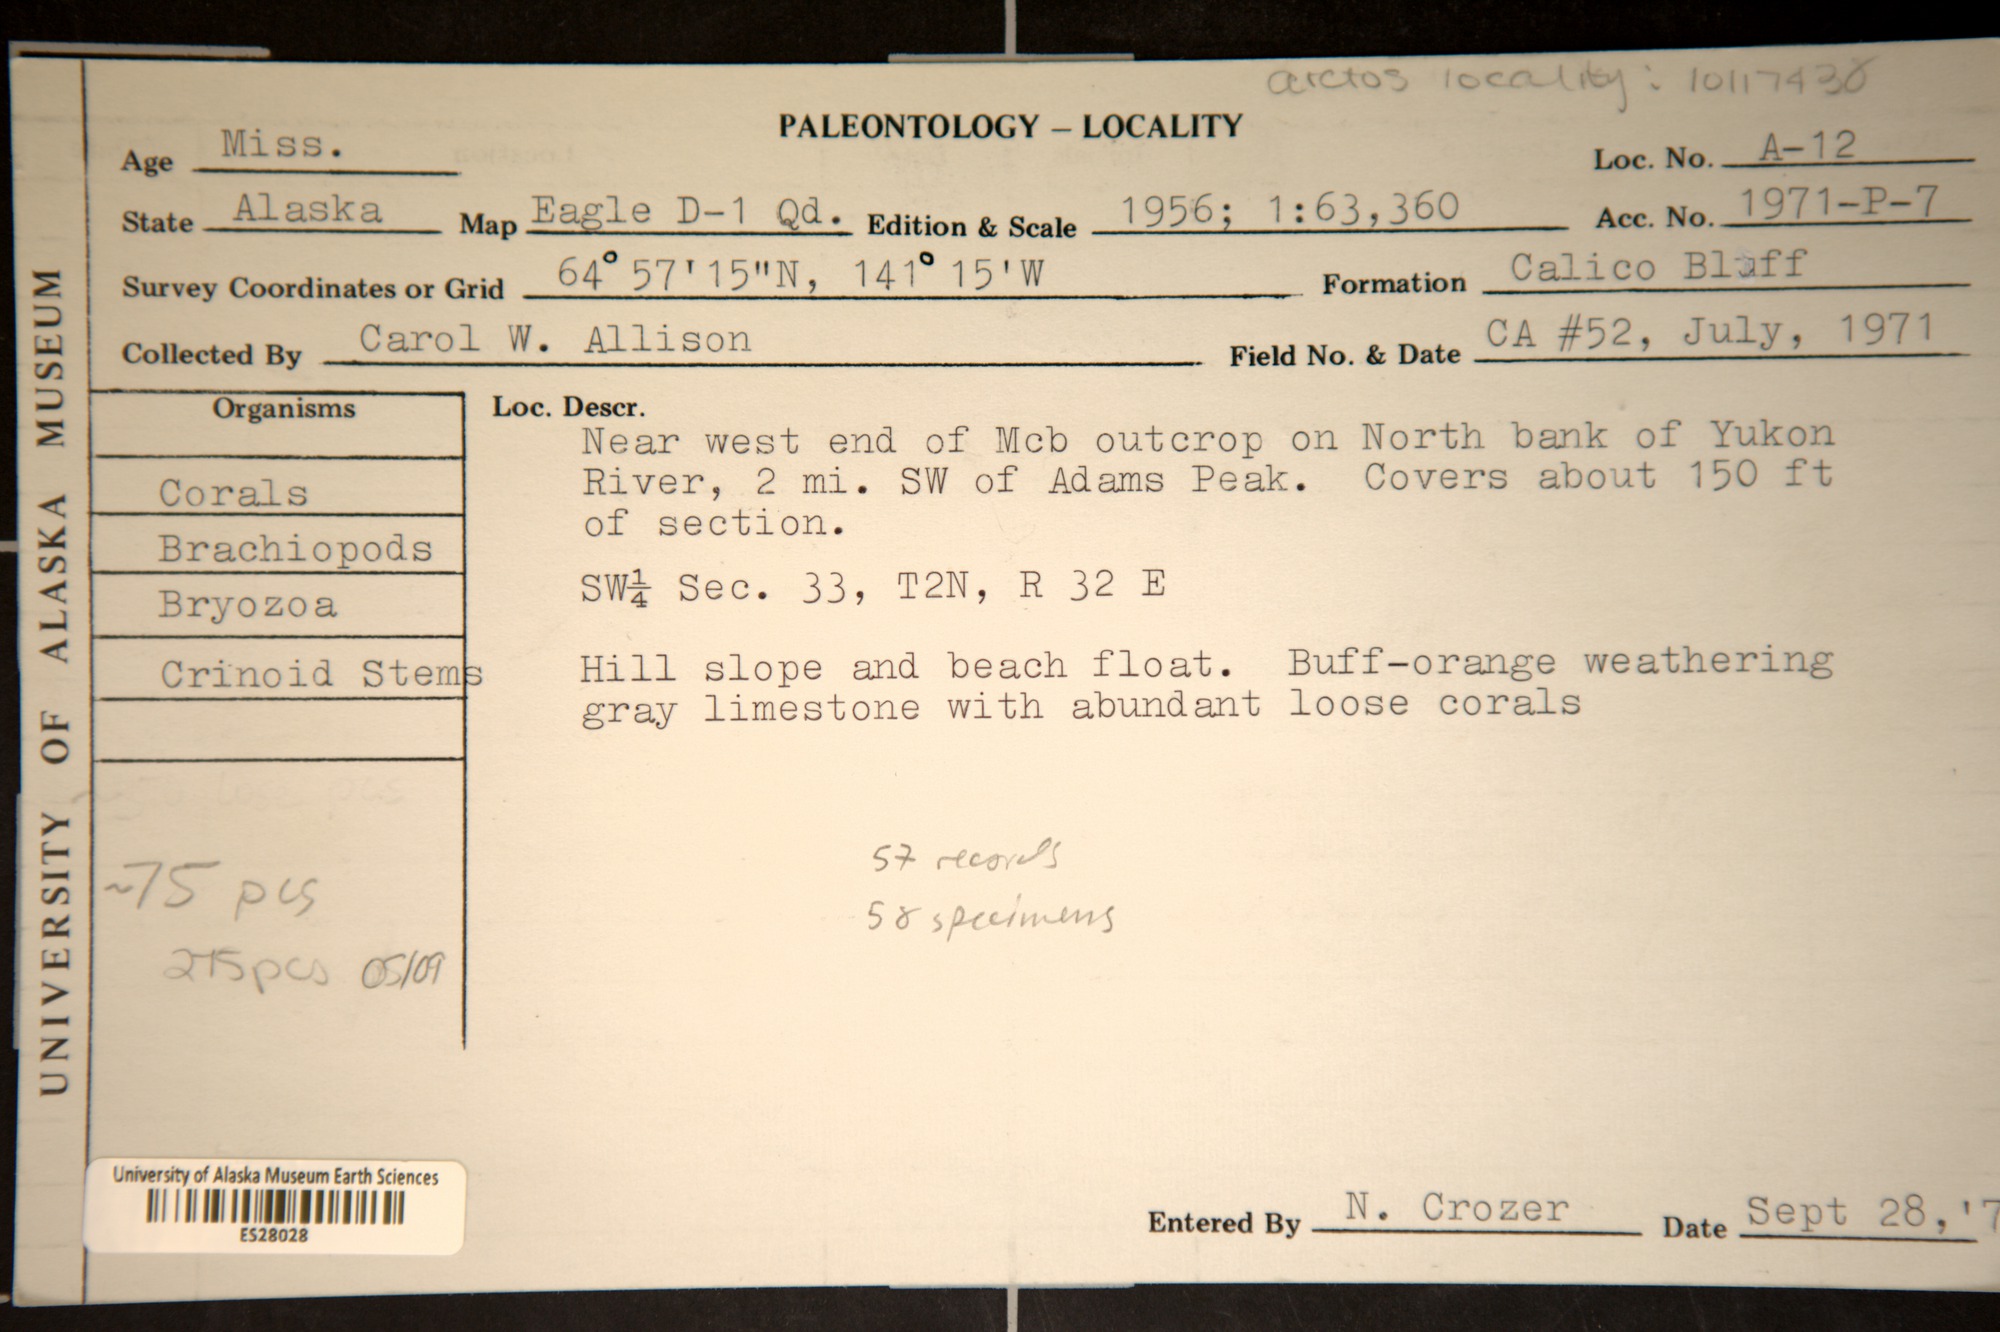 arctos locality: 10117438
PALEONTOLOGY – LOCALITY
Age Miss.
Loc. No. A-12
State Alaska Map Eagle D-1 Qd. Edition & Scale 1956; 1:63,360 Acc. No. 1971-P-7
Survey Coordinates or Grid 64° 57'15"N, 141° 15'W Formation Calico Bluff
Collected By Carol W. Allison Field No. & Date CA #52, July, 1971
Organisms
Corals
Brachiopods
Bryozoa
Crinoid Stems
~75 pcs
275pcs 05/09
Loc. Descr.
Near west end of Mcb outcrop on North bank of Yukon
River, 2 mi. SW of Adams Peak. Covers about 150 ft
of section.
SW¼ Sec. 33, T2N, R 32 E
Hill slope and beach float. Buff-orange weathering
gray limestone with abundant loose corals
57 records
58 specimens
Entered By N. Crozer Date Sept 28,'7
UNIVERSITY OF ALASKA MUSEUM
University of Alaska Museum Earth Sciences
ES28028